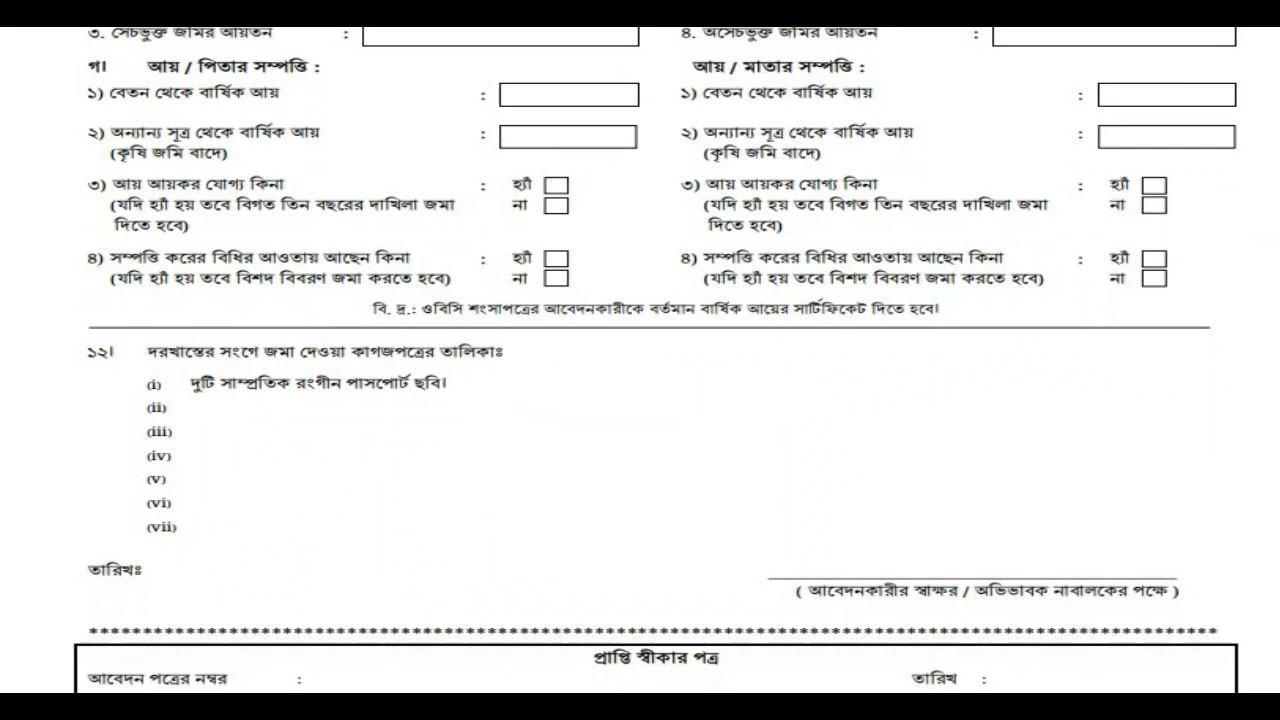 ৩. সেচভুক্ত জমির আয়তন : ৪. অসেচভুক্ত জমির আয়তন :
গ। আয় / পিতার সম্পত্তি : আয় / মাতার সম্পত্তি :
১) বেতন থেকে বার্ষিক আয় : ১) বেতন থেকে বার্ষিক আয় :
২) অন্যান্য সূত্র থেকে বার্ষিক আয় : ২) অন্যান্য সূত্র থেকে বার্ষিক আয় :
(কৃষি জমি বাদে) (কৃষি জমি বাদে)
৩) আয় আয়কর যোগ্য কিনা : হ্যাঁ ৩) আয় আয়কর যোগ্য কিনা : হ্যাঁ
(যদি হ্যাঁ হয় তবে বিগত তিন বছরের দাখিলা জমা না (যদি হ্যাঁ হয় তবে বিগত তিন বছরের দাখিলা জমা না
দিতে হবে) দিতে হবে)
৪) সম্পত্তি করের বিধির আওতায় আছেন কিনা : হ্যাঁ ৪) সম্পত্তি করের বিধির আওতায় আছেন কিনা : হ্যাঁ
(যদি হ্যাঁ হয় তবে বিশদ বিবরণ জমা করতে হবে) না (যদি হ্যাঁ হয় তবে বিশদ বিবরণ জমা করতে হবে) না
বি. দ্র.: ওবিসি শংসাপত্রের আবেদনকারীকে বর্তমান বার্ষিক আয়ের সার্টিফিকেট দিতে হবে।
১২। দরখাস্তের সংগে জমা দেওয়া কাগজপত্রের তালিকাঃ
(i) দুটি সাম্প্রতিক রংগীন পাসপোর্ট ছবি।
(ii)
(iii)
(iv)
(v)
(vi)
(vii)
তারিখঃ
( আবেদনকারীর স্বাক্ষর / অভিভাবক নাবালকের পক্ষে )
প্রাপ্তি স্বীকার পত্র
আবেদন পত্রের নম্বর : তারিখ :